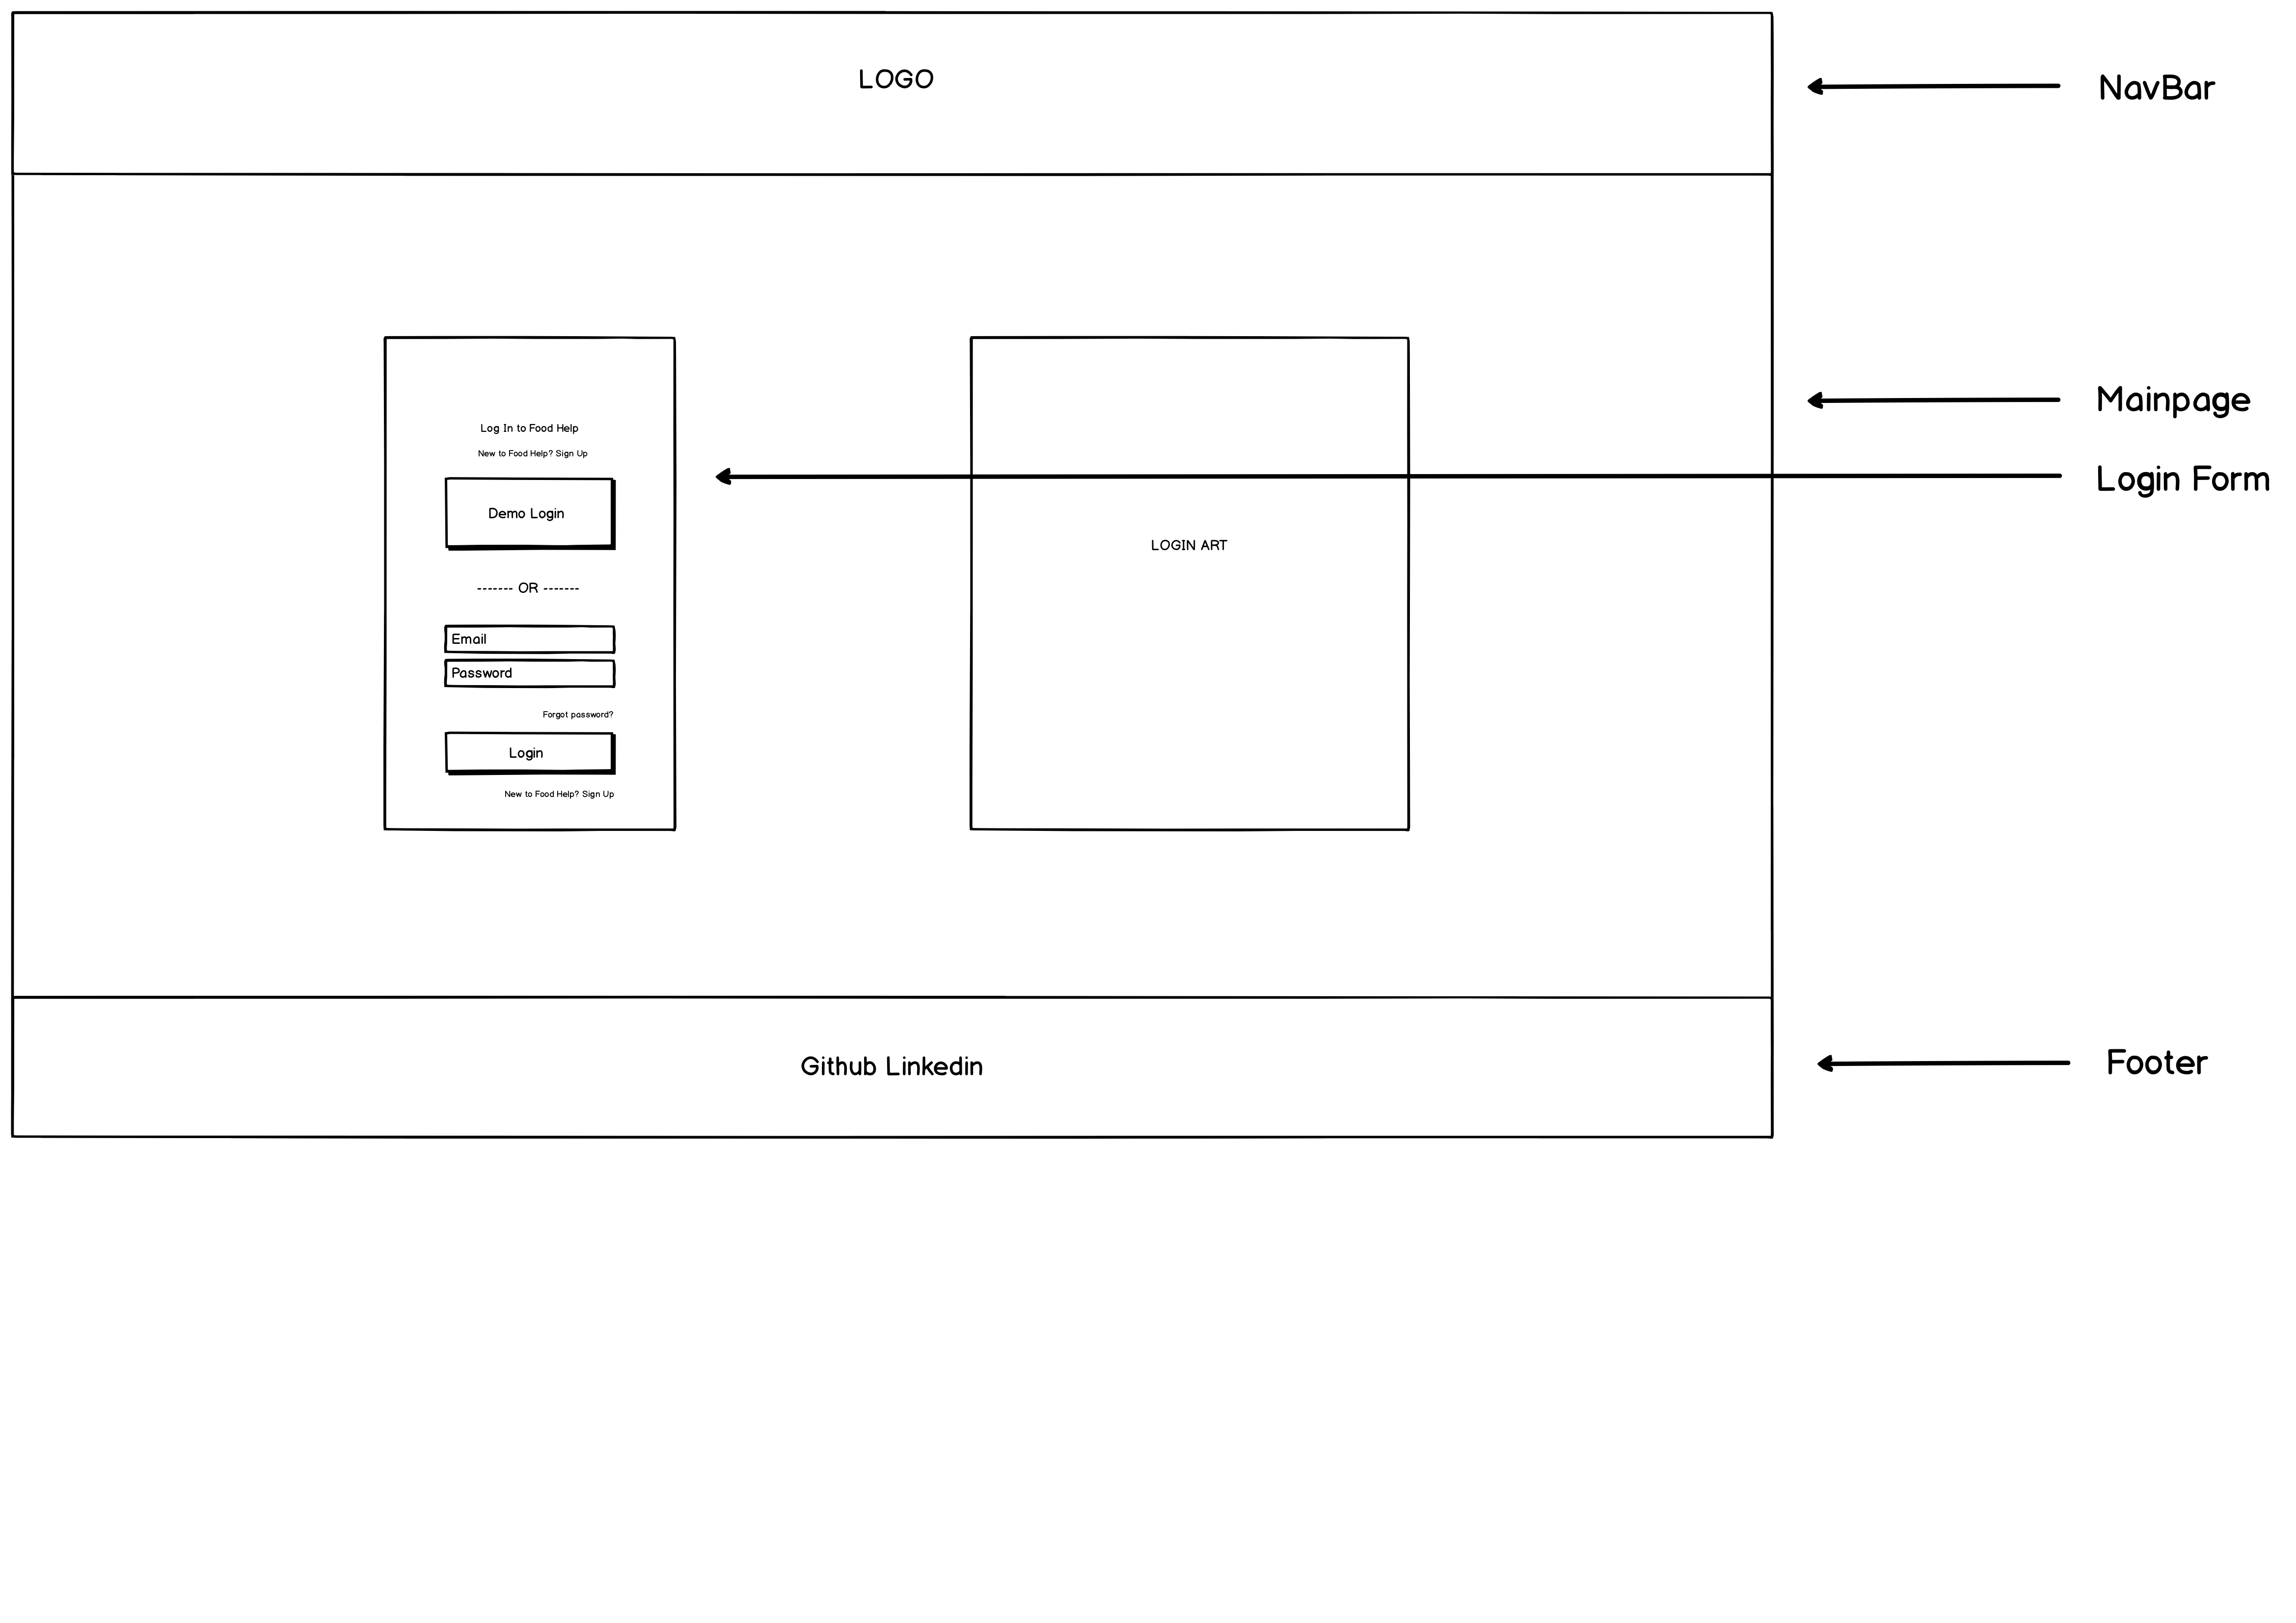 LOGO
NavBar
Mainpage
Log In to Food Help
New to Food Help? Sign Up
Login Form
Demo Login
LOGIN ART
------- OR -------
Email
Password
Forgot password?
Login
New to Food Help? Sign Up
Github Linkedin
Footer